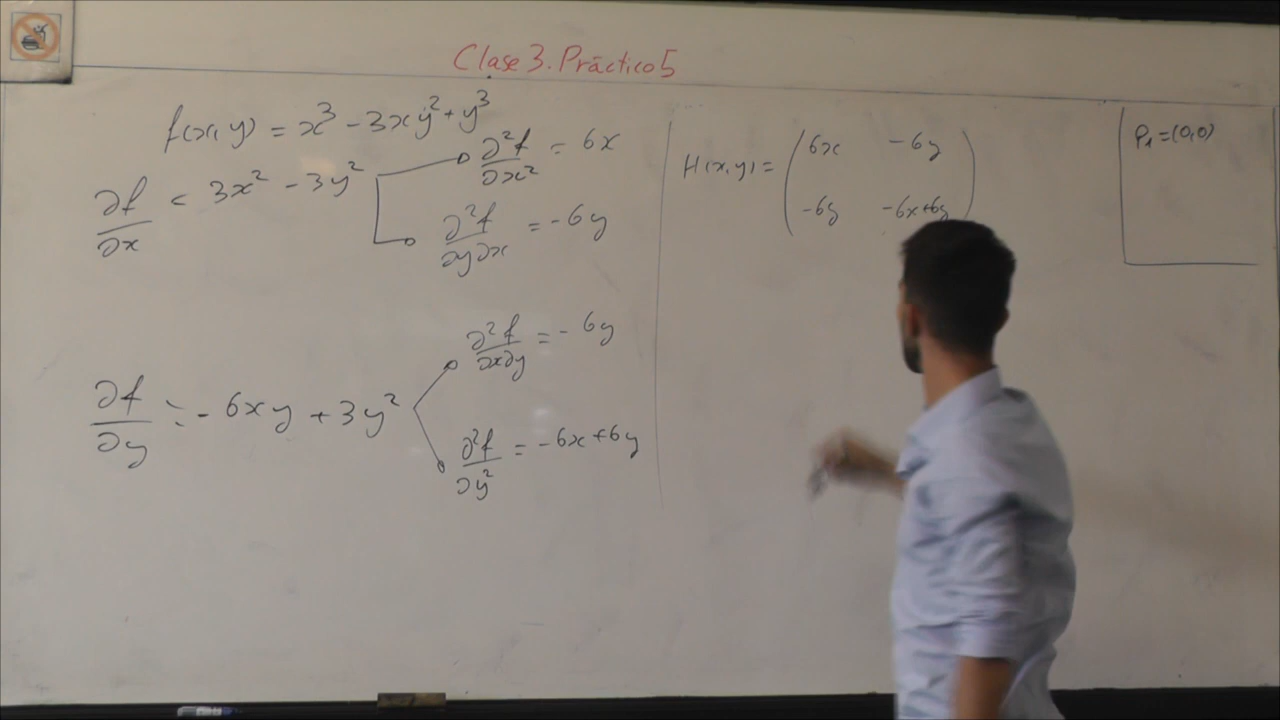 Clase 3. Práctico 5
f(x,y) = x³ - 3xy² + y³
∂f/∂x = 3x² - 3y²
∂²f/∂x² = 6x
∂²f/∂y∂x = -6y
∂f/∂y = -6xy + 3y²
∂²f/∂x∂y = -6y
∂²f/∂y² = -6x+6y
H(x,y) =
6x -6y
-6y -6x+6y
P₁=(0,0)